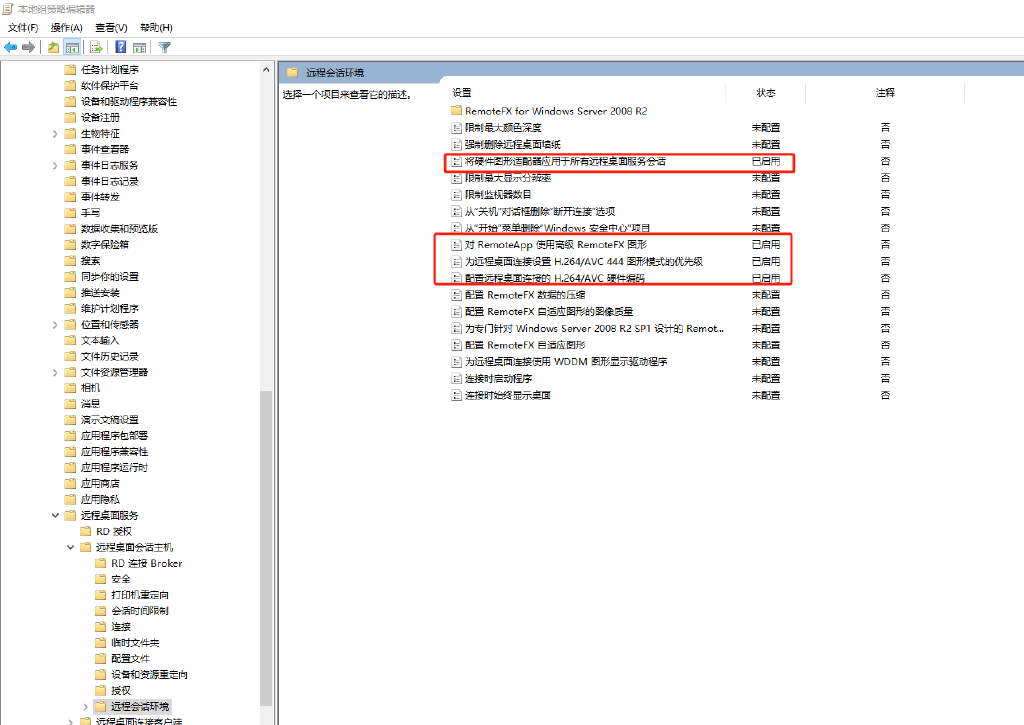 本地组策略编辑器
文件(F) 操作(A) 查看(V) 帮助(H)
任务计划程序
软件保护平台
设备和驱动程序兼容性
设备注册
生物特征
事件查看器
事件日志服务
事件日志记录
事件转发
手写
数据收集和预览版
数字保险箱
搜索
同步你的设置
推送安装
维护计划程序
位置和传感器
文本输入
文件历史记录
文件资源管理器
相机
消息
演示文稿设置
应用程序包部署
应用程序兼容性
应用程序运行时
应用商店
应用隐私
远程桌面服务
RD 授权
远程桌面会话主机
RD 连接 Broker
安全
打印机重定向
会话时间限制
连接
临时文件夹
配置文件
设备和资源重定向
授权
远程会话环境
远程桌面连接客户端
远程会话环境
选择一个项目来查看它的描述。
设置 状态 注释
RemoteFX for Windows Server 2008 R2
限制最大颜色深度 未配置 否
强制删除远程桌面墙纸 未配置 否
将硬件图形适配器应用于所有远程桌面服务会话 已启用 否
限制最大显示分辨率 未配置 否
限制监视器数目 未配置 否
从“关机”对话框删除“断开连接”选项 未配置 否
从“开始”菜单删除“Windows 安全中心”项目 未配置 否
对 RemoteApp 使用高级 RemoteFX 图形 已启用 否
为远程桌面连接设置 H.264/AVC 444 图形模式的优先级 已启用 否
配置远程桌面连接的 H.264/AVC 硬件编码 已启用 否
配置 RemoteFX 数据的压缩 未配置 否
配置 RemoteFX 自适应图形的图像质量 未配置 否
为专门针对 Windows Server 2008 R2 SP1 设计的 Remot... 未配置 否
配置 RemoteFX 自适应图形 未配置 否
为远程桌面连接使用 WDDM 图形显示驱动程序 未配置 否
连接时启动程序 未配置 否
连接时始终显示桌面 未配置 否